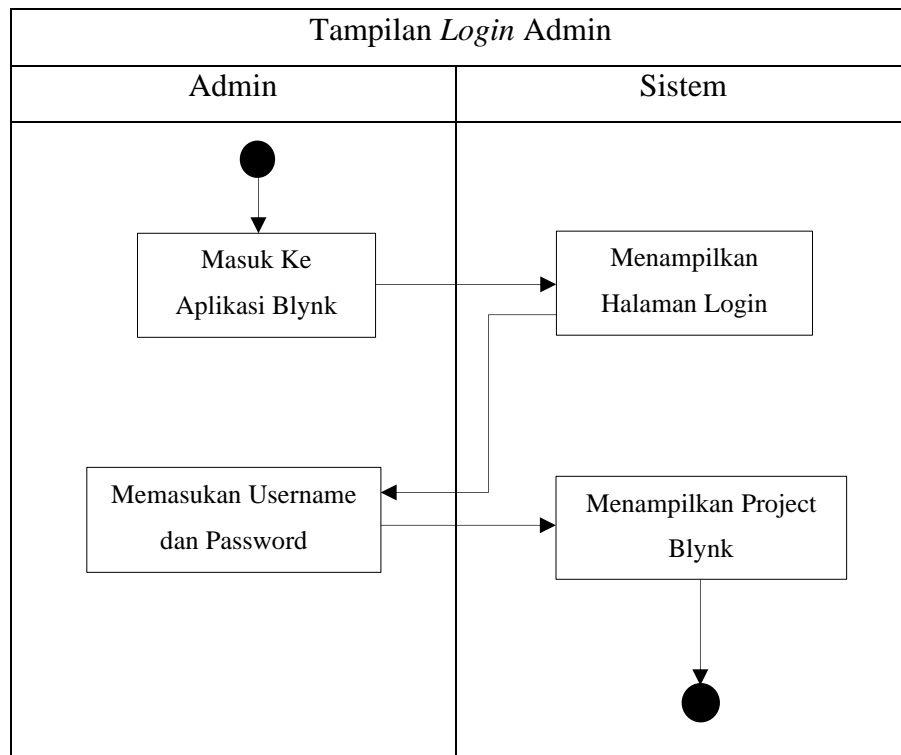 Tampilan Login Admin
Admin
Sistem
Masuk Ke
Aplikasi Blynk
Menampilkan
Halaman Login
Memasukan Username
dan Password
Menampilkan Project
Blynk